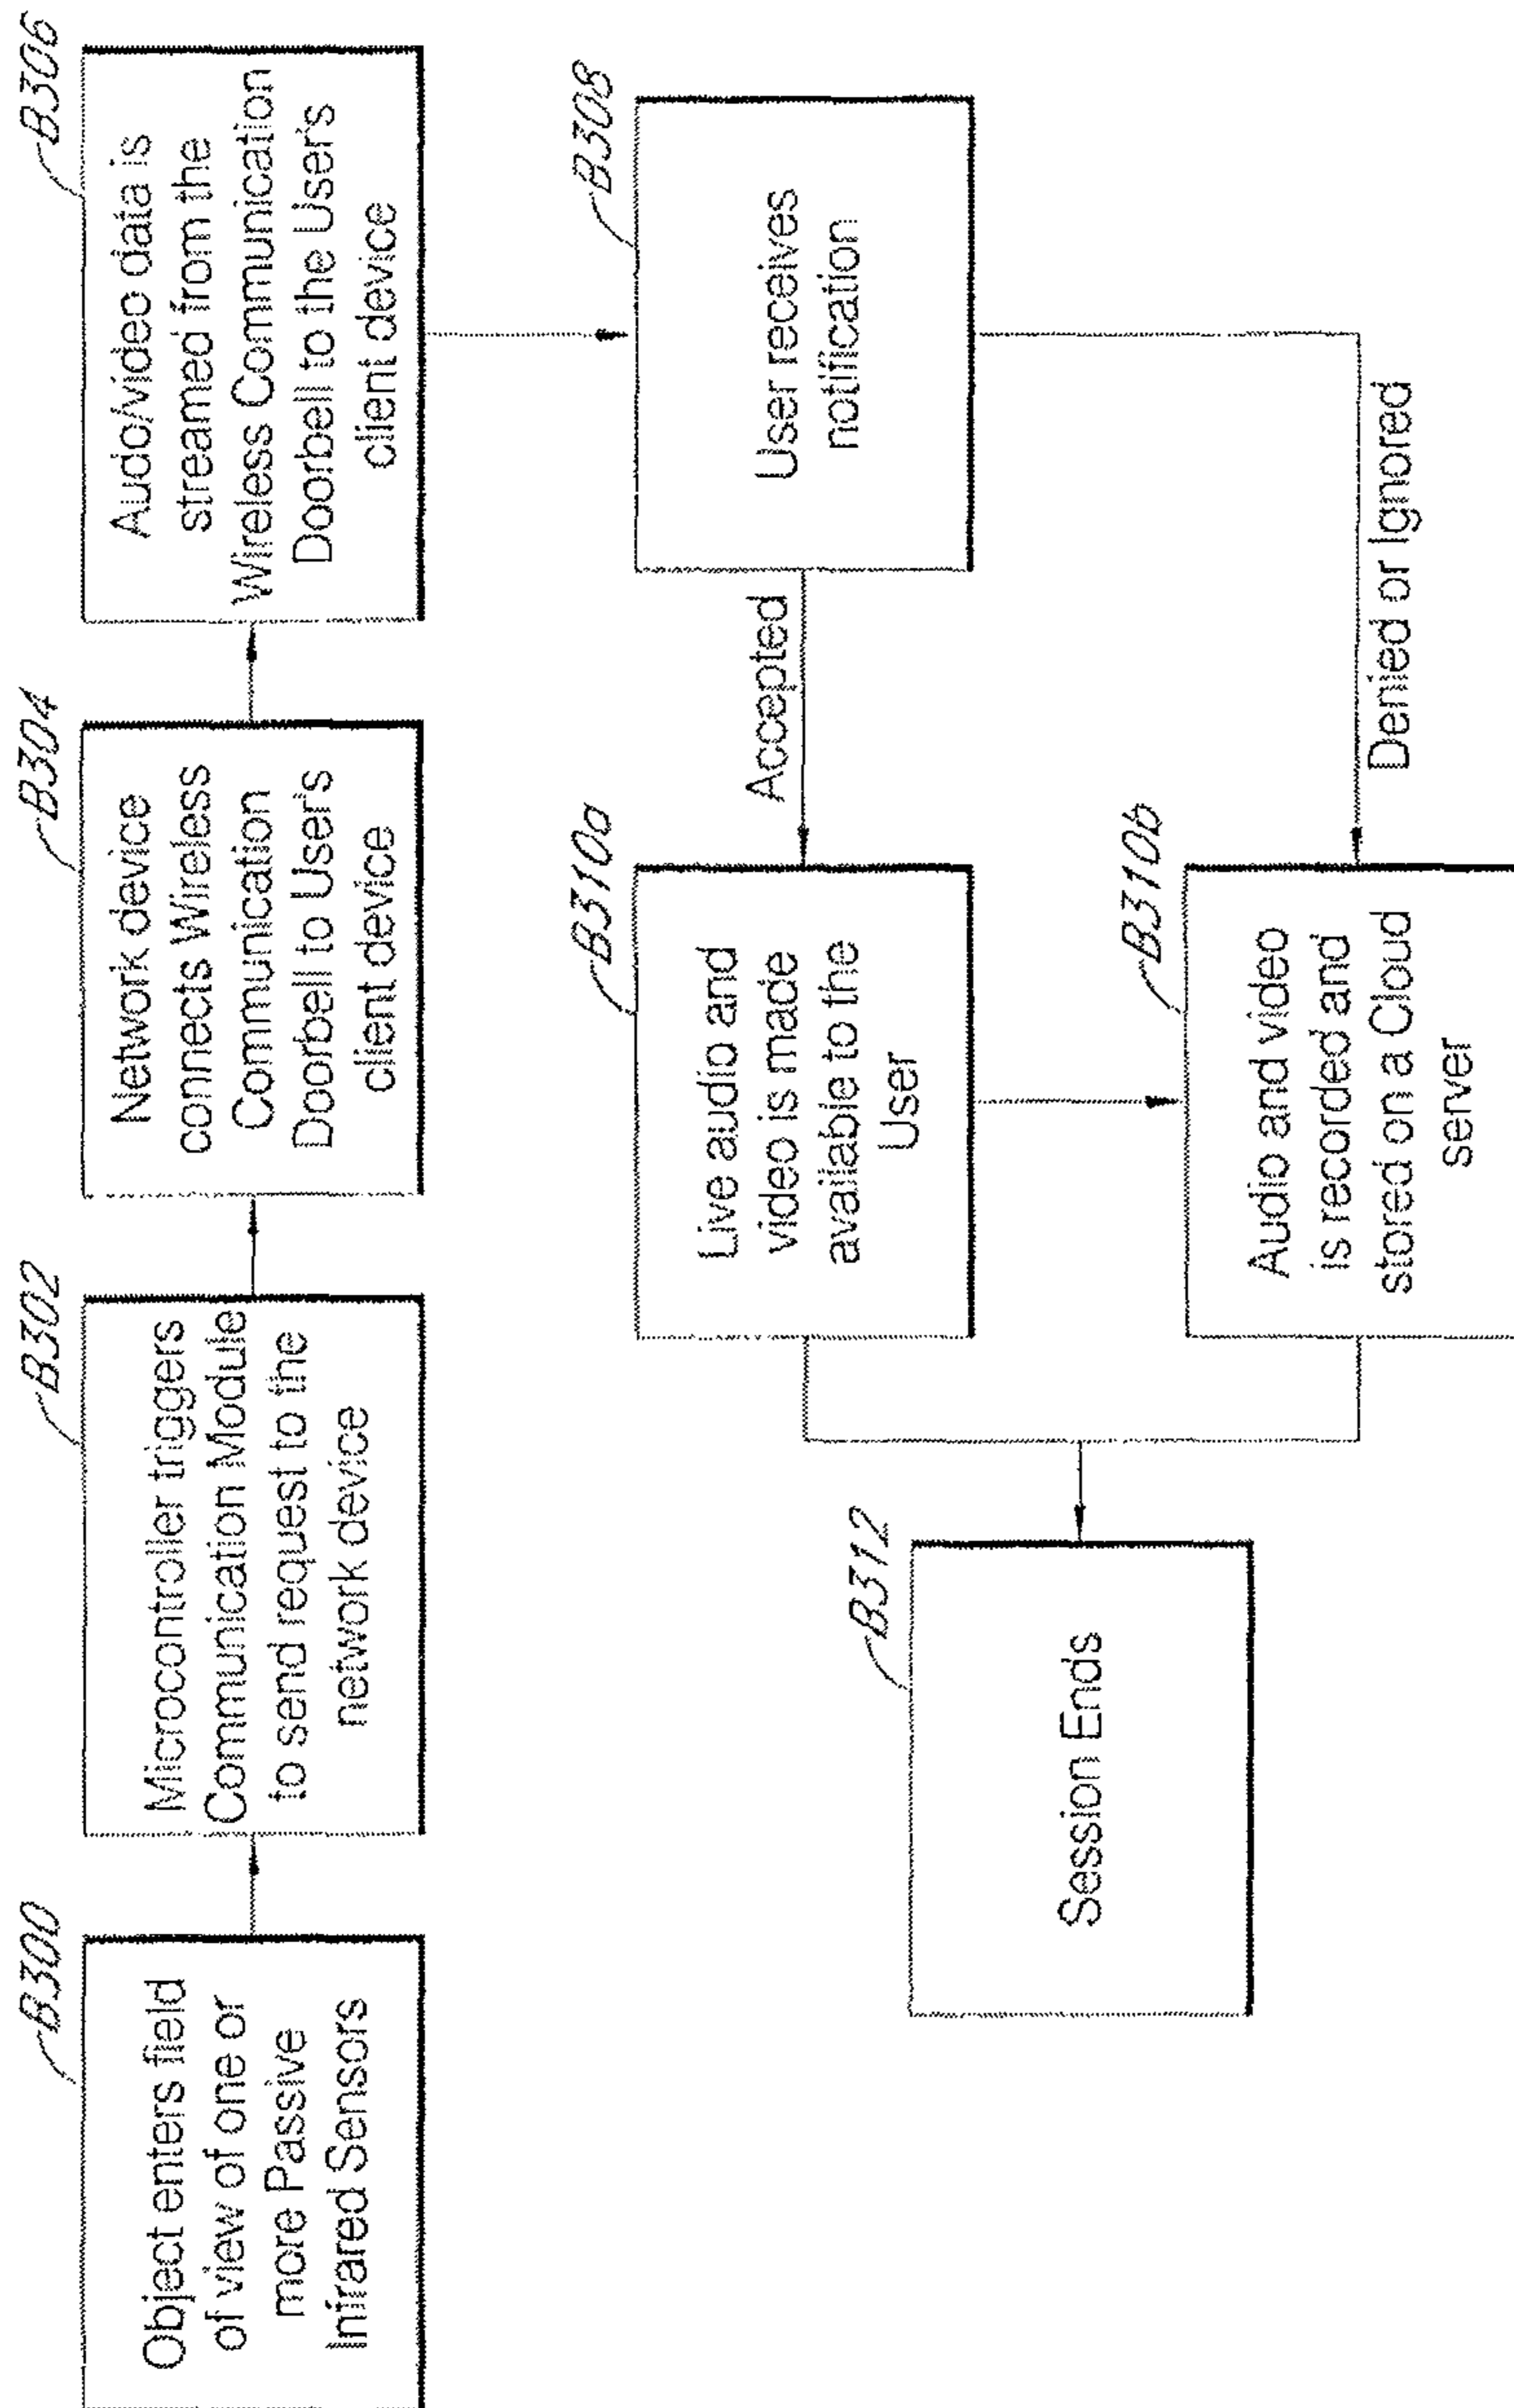 B300
Object enters field
of view of one or
more Passive
Infrared Sensors
B302
Microcontroller triggers
Communication Module
to send request to the
network device
B304
Network device
connects Wireless
Communication
Doorbell to Users
client device
B306
Audo/video data is
streamed from the
Wireless Communication
Doorbell to the User's
client device
B308
User receives
notification
Accepted
Denied or Ignored
B310a
Live audio and
video is made
available to the
User
B310b
Audio and video
is recorded and
stored on a Cloud
server
B312
Session Ends